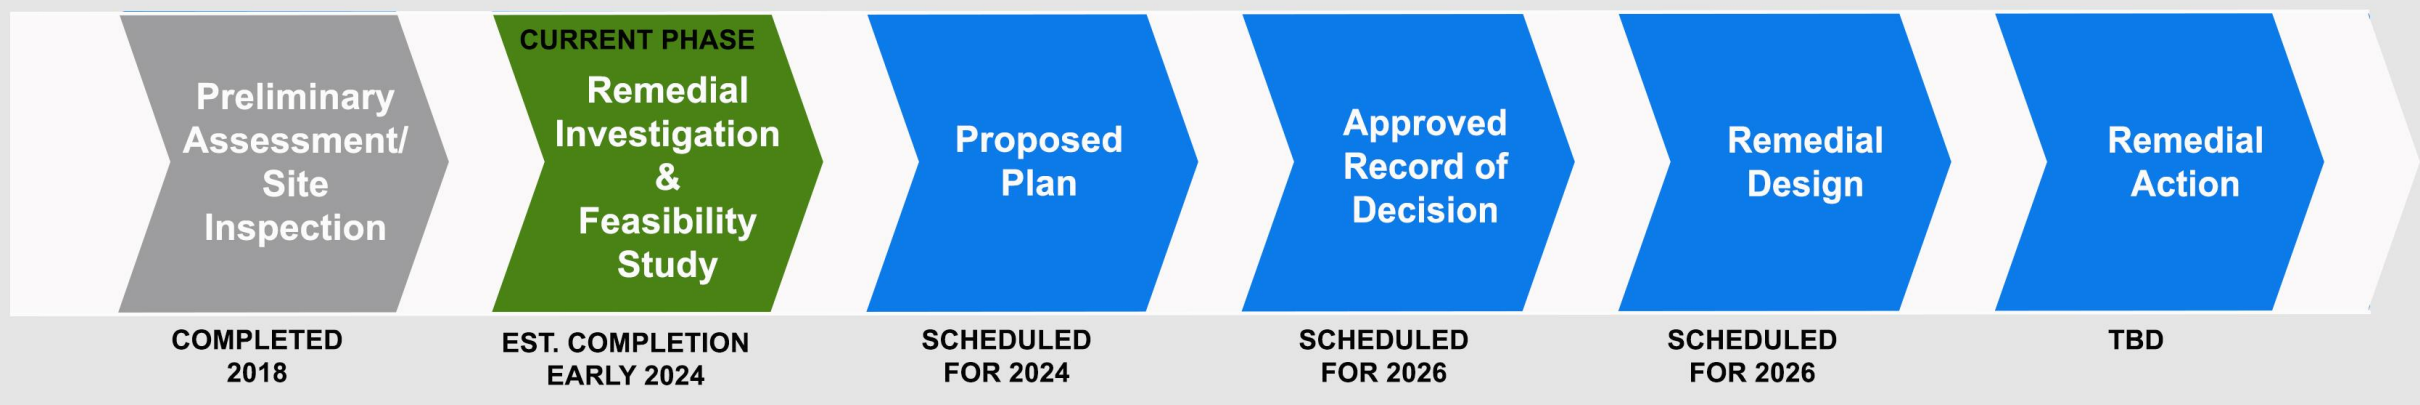 Preliminary
Assessment/
Site
Inspection
COMPLETED
2018
CURRENT PHASE
Remedial
Investigation
&
Feasibility
Study
EST. COMPLETION
EARLY 2024
Proposed
Plan
SCHEDULED
FOR 2024
Approved
Record of
Decision
SCHEDULED
FOR 2026
Remedial
Design
SCHEDULED
FOR 2026
Remedial
Action
TBD